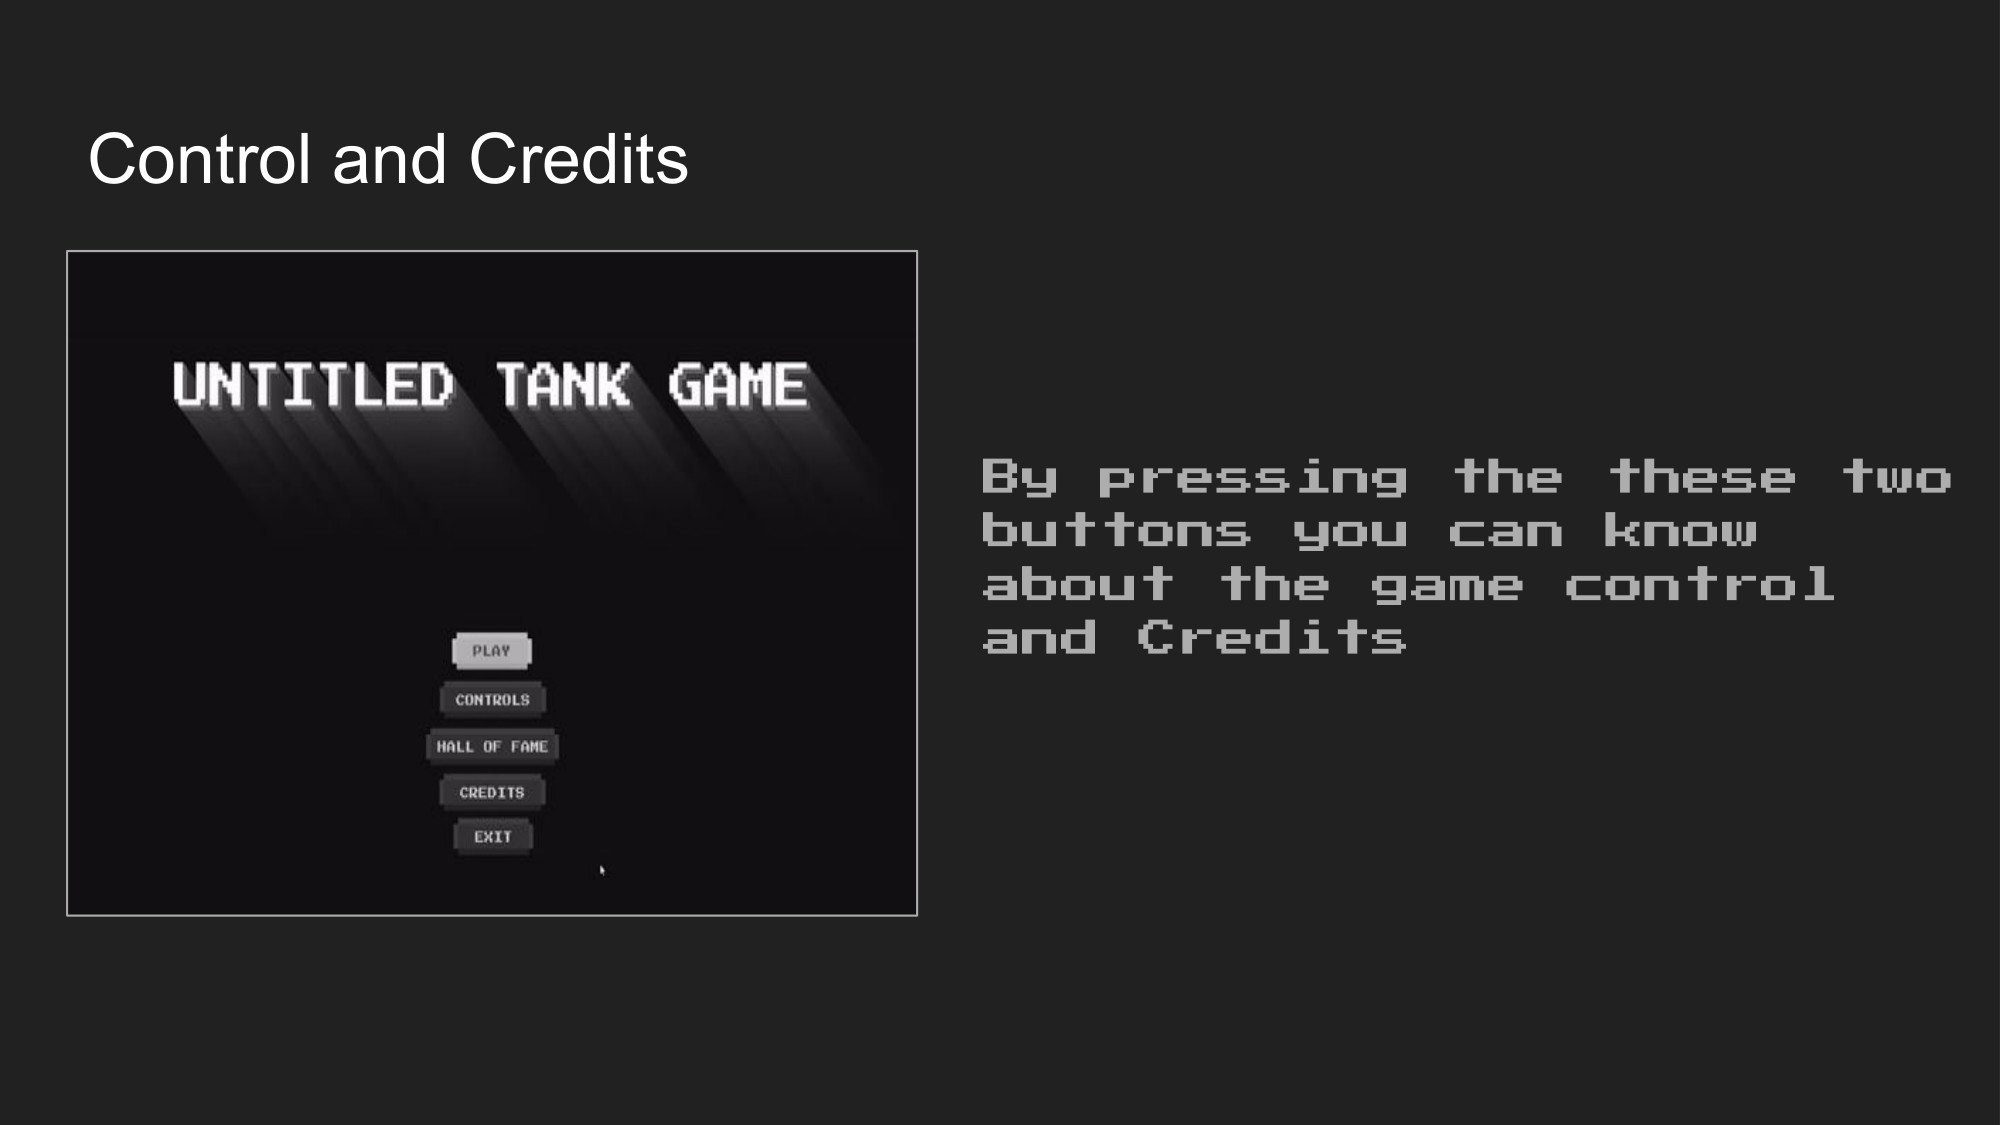 Control and Credits
UNTITLED TANK GAME
PLAY
CONTROLS
HALL OF FAME
CREDITS
EXIT
By pressing the these two
buttons you can know
about the game control
and Credits